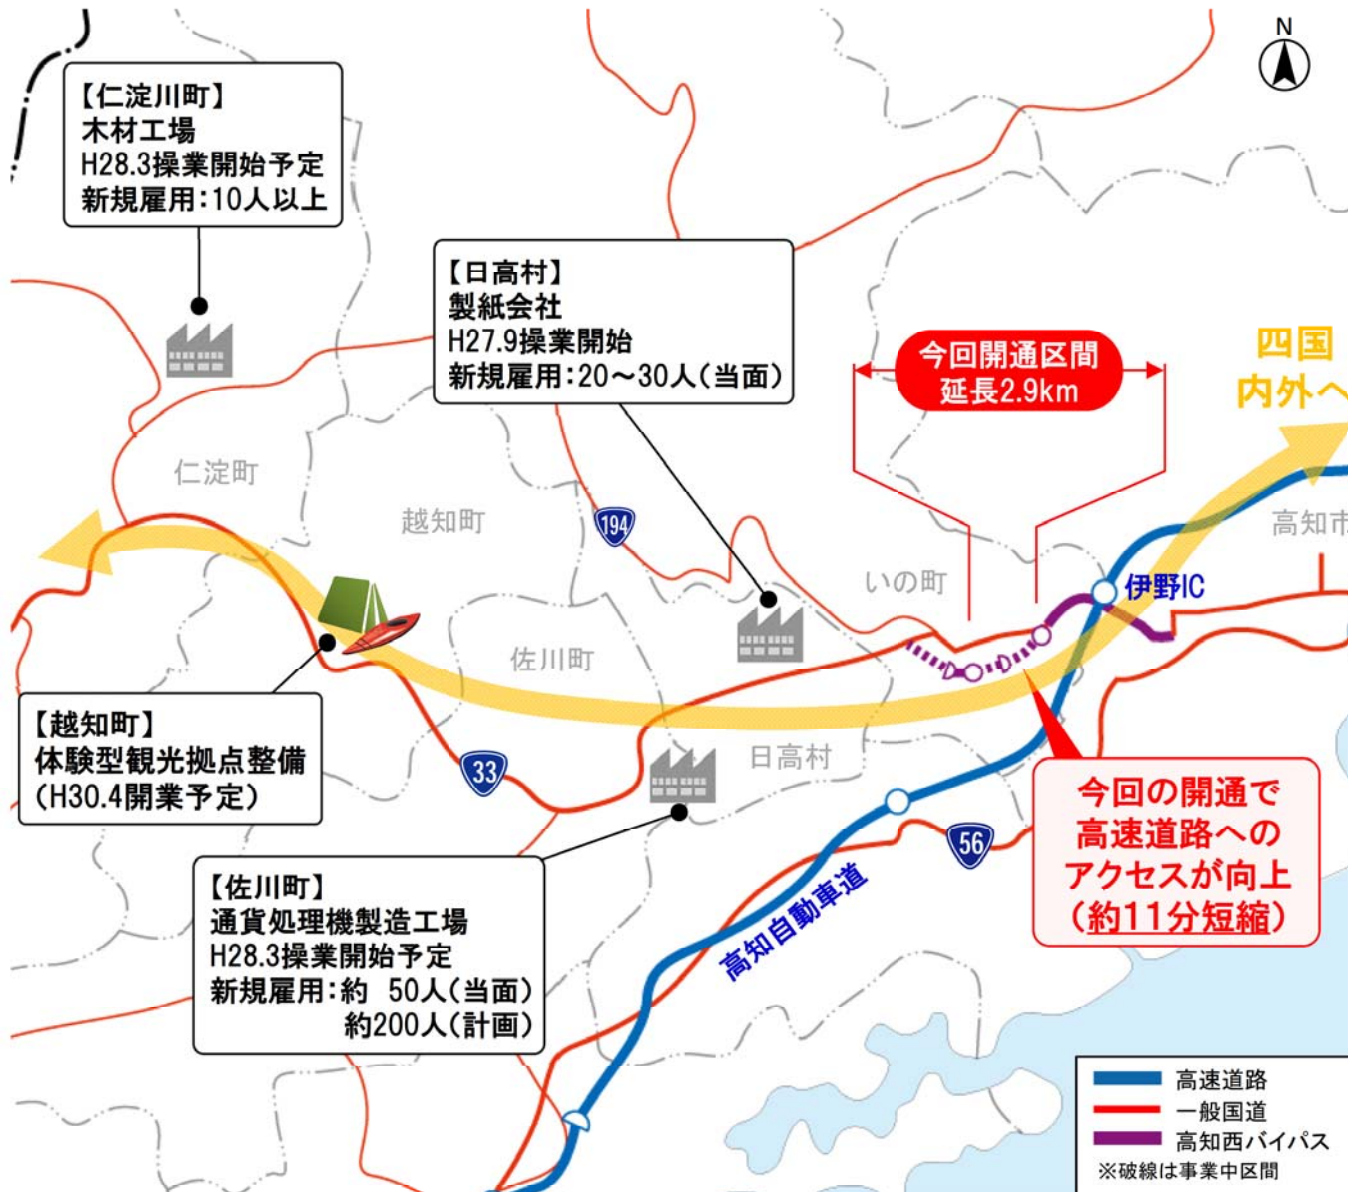 N
【仁淀川町】
木材工場
H28.3操業開始予定
新規雇用：10人以上
【日高村】
製紙会社
H27.9操業開始
新規雇用：20～30人（当面）
今回開通区間
延長2.9km
四国
内外へ
仁淀町
越知町
194
いの町
高知市
伊野IC
佐川町
【越知町】
体験型観光拠点整備
（H30.4開業予定）
33
日高村
今回の開通で
高速道路への
アクセスが向上
（約11分短縮）
56
高知自動車道
【佐川町】
通貨処理機製造工場
H28.3操業開始予定
新規雇用：約 50人（当面）
約200人（計画）
高速道路
一般国道
高知西バイパス
※破線は事業中区間